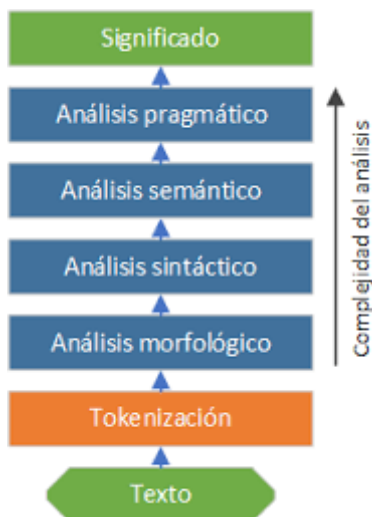 Significado
Análisis pragmático
Análisis semántico
Análisis sintáctico
Análisis morfológico
Tokenización
Texto
Complejidad del análisis